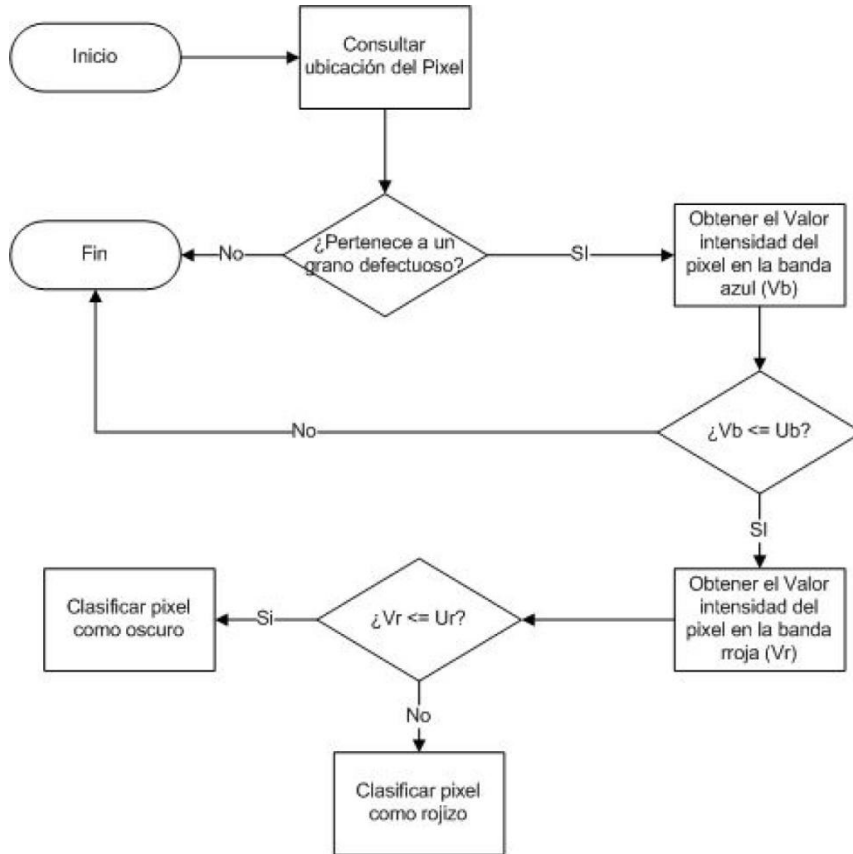 Inicio
Consultar
ubicación del Pixel
¿Pertenece a un
grano defectuoso?
No
Fin
SI
Obtener el Valor
intensidad del
pixel en la banda
azul (Vb)
¿Vb <= Ub?
No
SI
Obtener el Valor
intensidad del
pixel en la banda
rroja (Vr)
¿Vr <= Ur?
Si
Clasificar pixel
como oscuro
No
Clasificar pixel
como rojizo